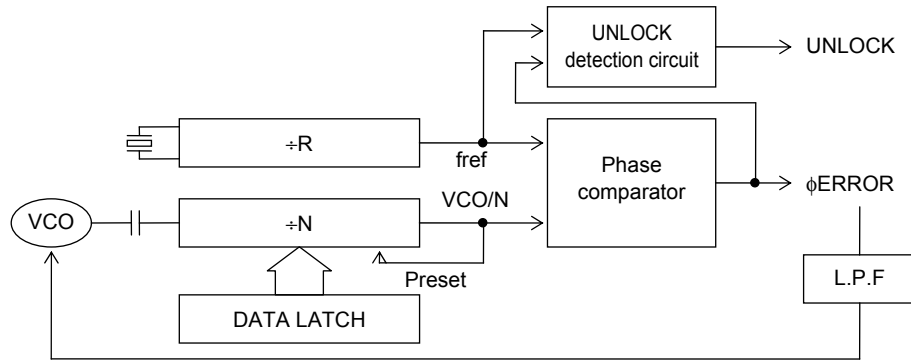 UNLOCK
detection circuit
UNLOCK
÷R
fref
Phase
comparator
φERROR
VCO
÷N
VCO/N
Preset
DATA LATCH
L.P.F